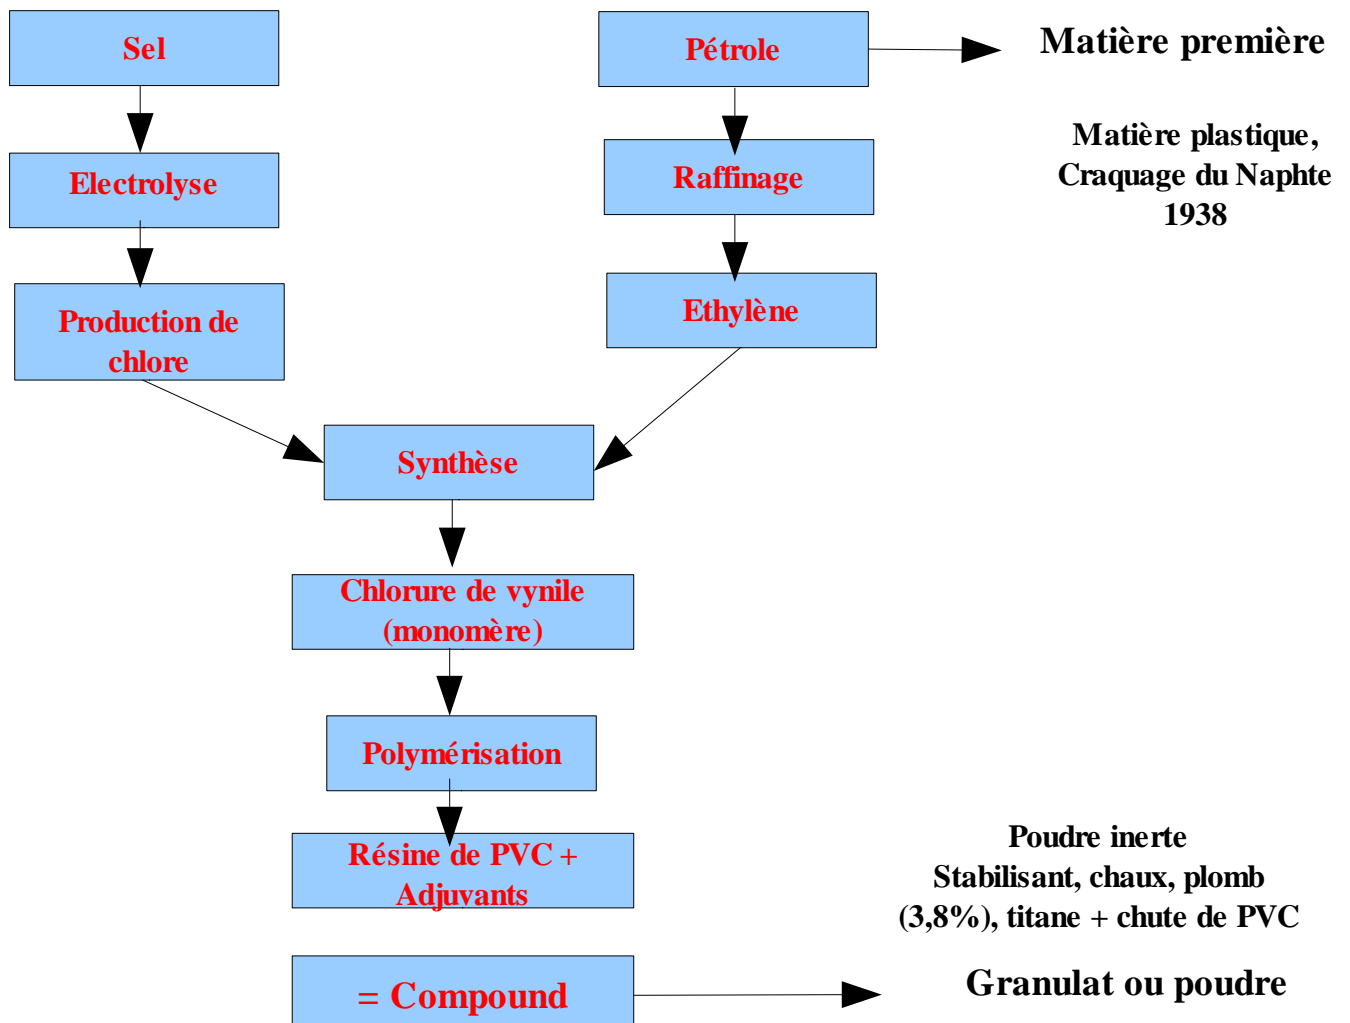 Sel
Pétrole
Matière première
Electrolyse
Raffinage
Matière plastique,
Craquage du Naphte
1938
Production de
chlore
Ethylène
Synthèse
Chlorure de vynile
(monomère)
Polymérisation
Résine de PVC +
Adjuvants
Poudre inerte
Stabilisant, chaux, plomb
(3,8%), titane + chute de PVC
= Compound
Granulat ou poudre